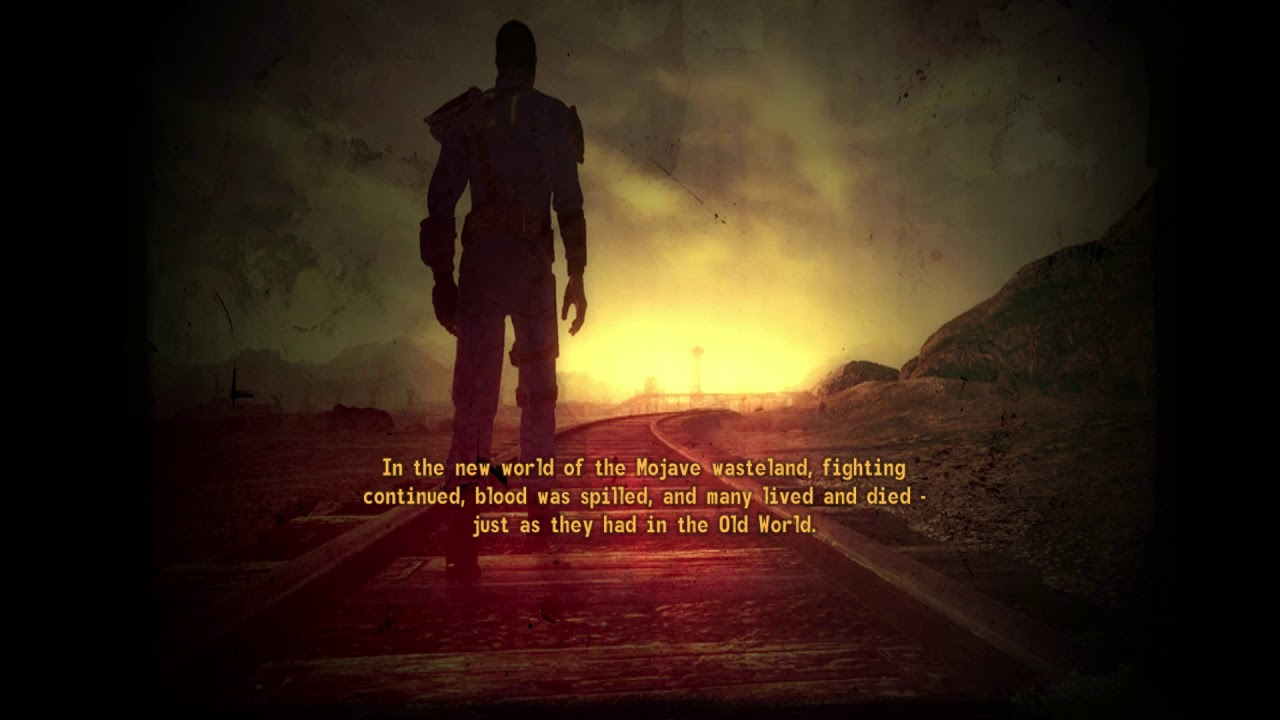 In the new world of the Mojave wasteland, fighting
continued, blood was spilled, and many lived and died -
just as they had in the Old World.